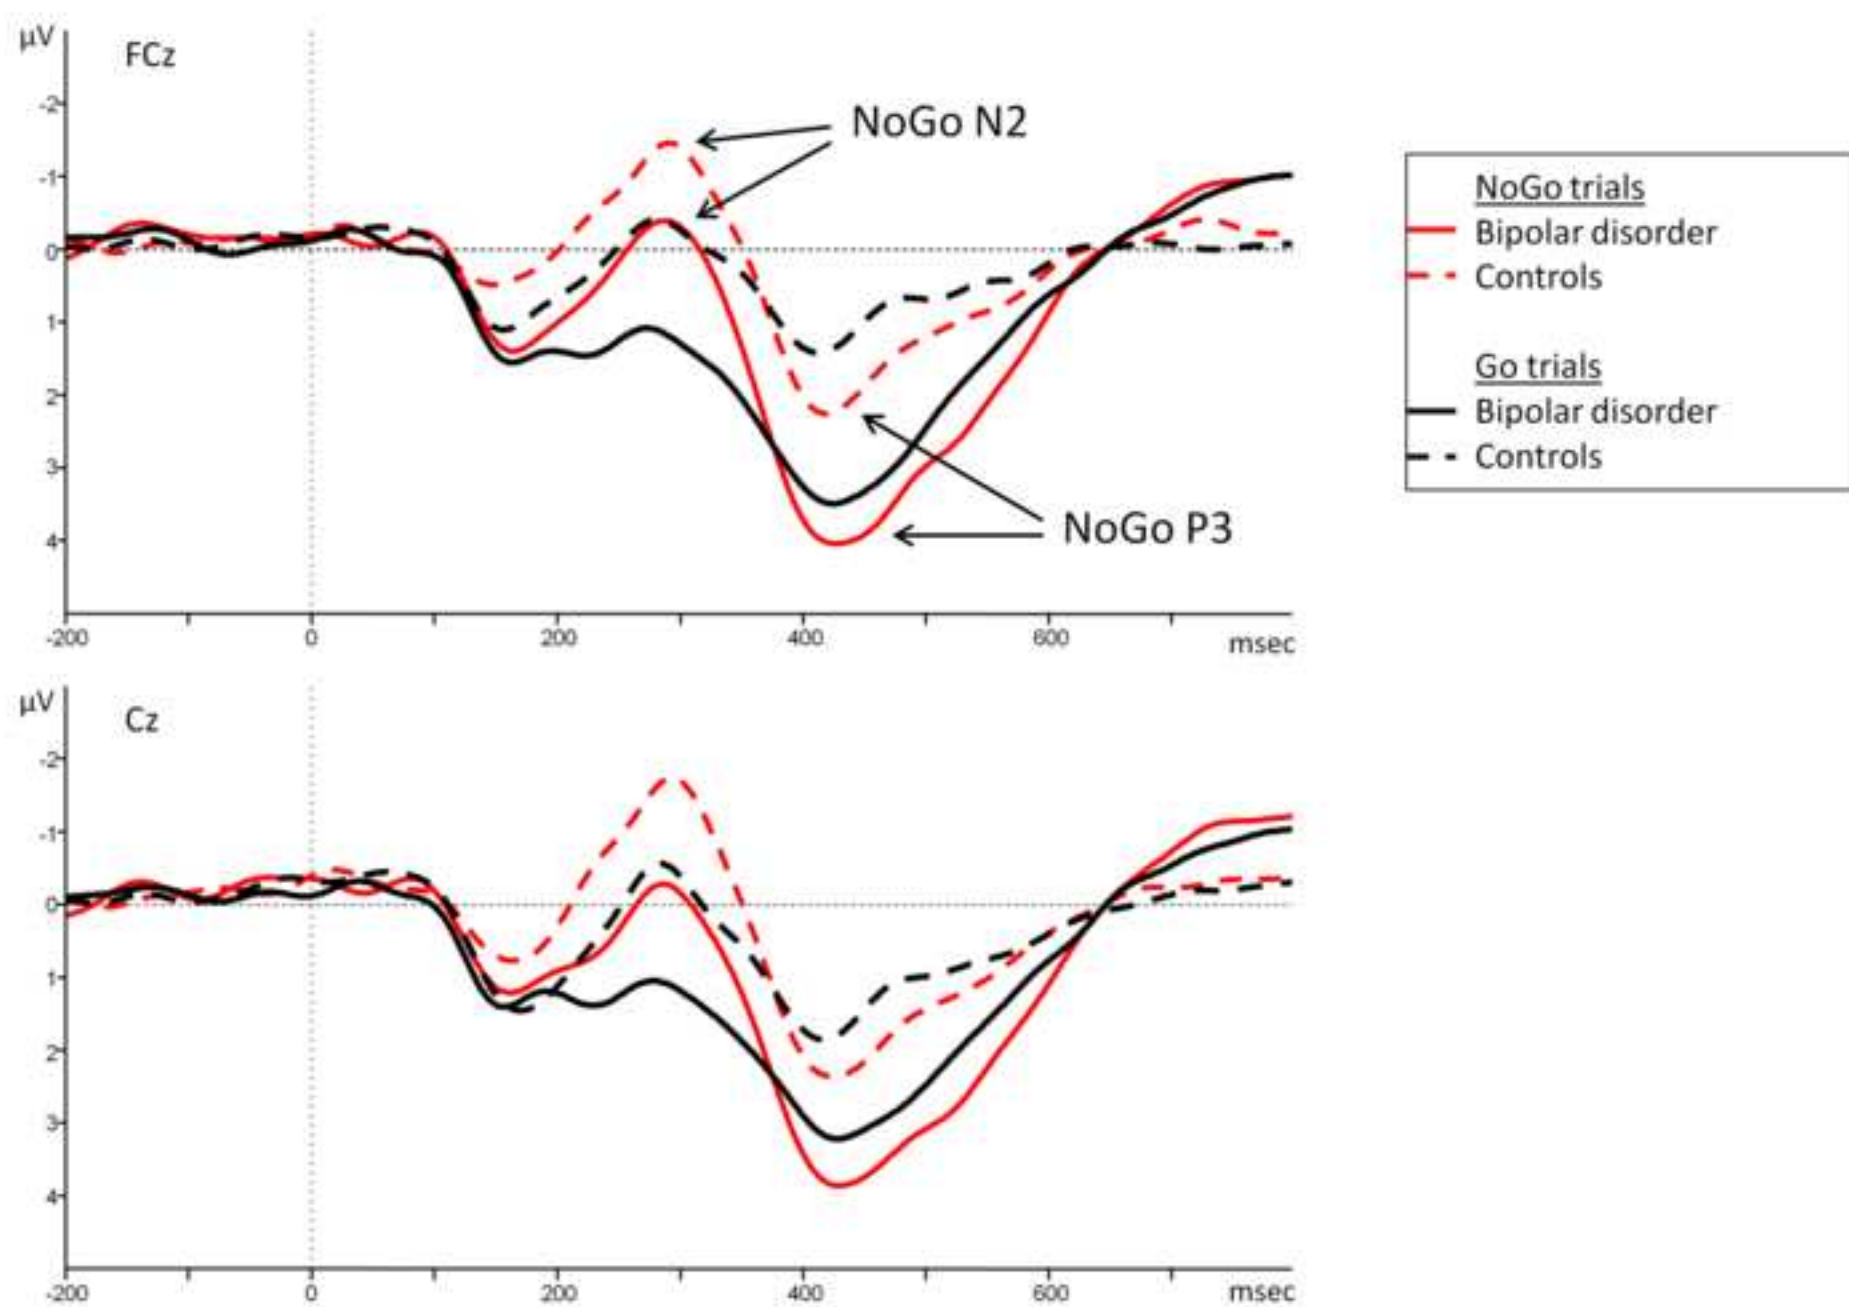 µV
FCz
-2
NoGo N2
-1
0
1
2
3
4
NoGo P3
-200 0 200 400 600 msec
NoGo trials
Bipolar disorder
Controls
Go trials
Bipolar disorder
Controls
µV
Cz
-2
-1
0
1
2
3
4
-200 0 200 400 600 msec